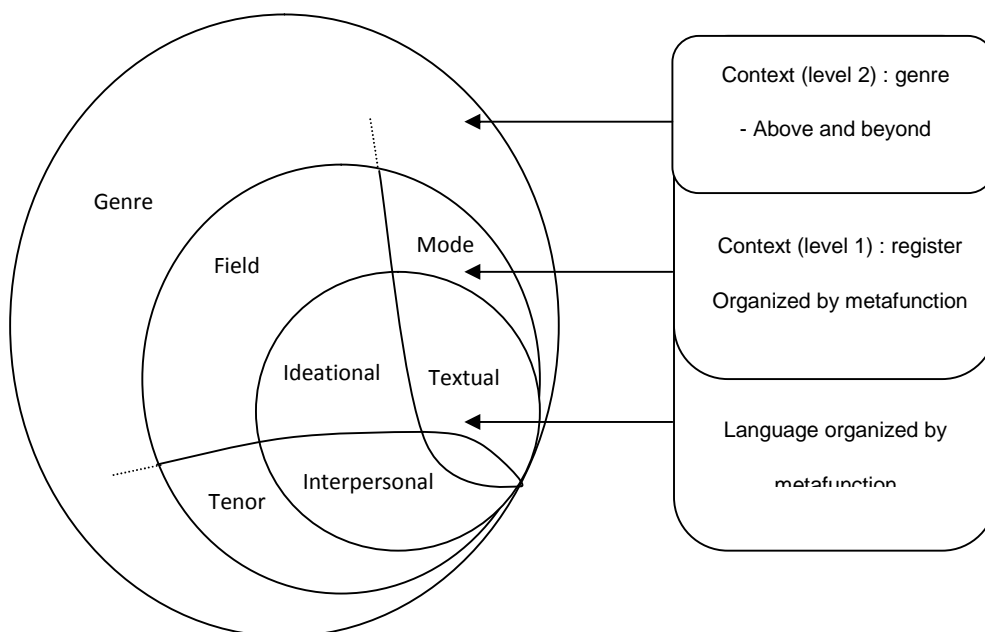 Context (level 2) : genre
- Above and beyond
Genre
Mode
Field
Context (level 1) : register
Organized by metafunction
Ideational
Textual
Language organized by
metafunction
Interpersonal
Tenor